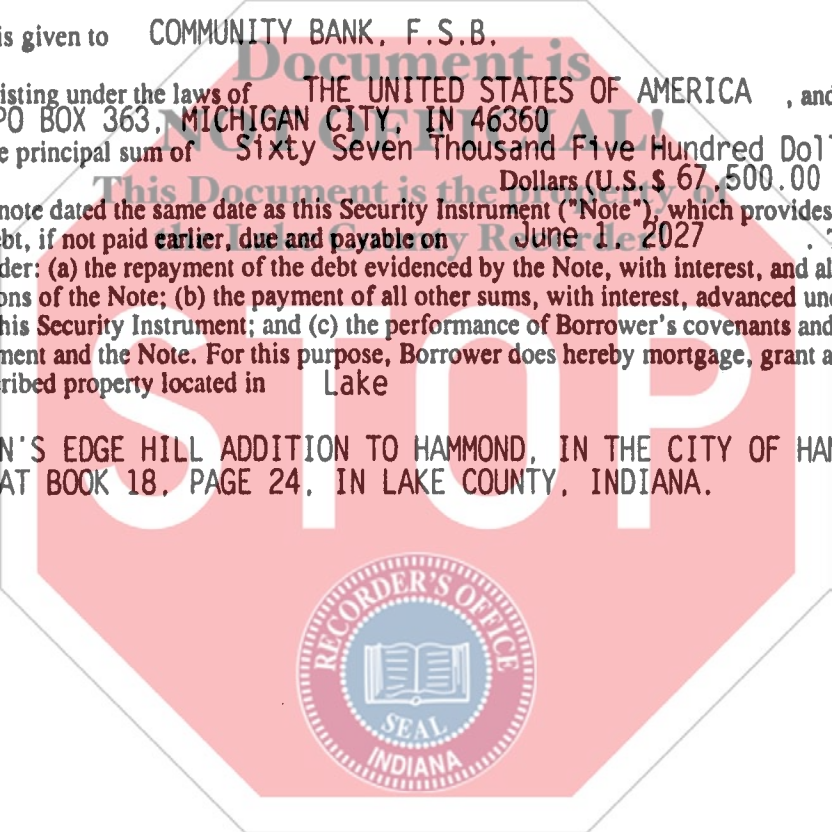 is given to COMMUNITY BANK, F.S.B.
Document is
isting under the laws of THE UNITED STATES OF AMERICA , and
PO BOX 363, MICHIGAN CITY, IN 46360
NOT OFFICIAL!
e principal sum of Sixty Seven Thousand Five Hundred Doll
Dollars (U.S. $ 67,500.00
This Document is the property of
note dated the same date as this Security Instrument ("Note"), which provides
bt, if not paid earlier, due and payable on June 1, 2027 .
the Lake County Recorder!
der: (a) the repayment of the debt evidenced by the Note, with interest, and al
ons of the Note; (b) the payment of all other sums, with interest, advanced und
his Security Instrument; and (c) the performance of Borrower's covenants and
ment and the Note. For this purpose, Borrower does hereby mortgage, grant a
ribed property located in Lake
N'S EDGE HILL ADDITION TO HAMMOND, IN THE CITY OF HAM
AT BOOK 18, PAGE 24, IN LAKE COUNTY, INDIANA.
STOP
RECORDER'S OFFICE
SEAL
INDIANA